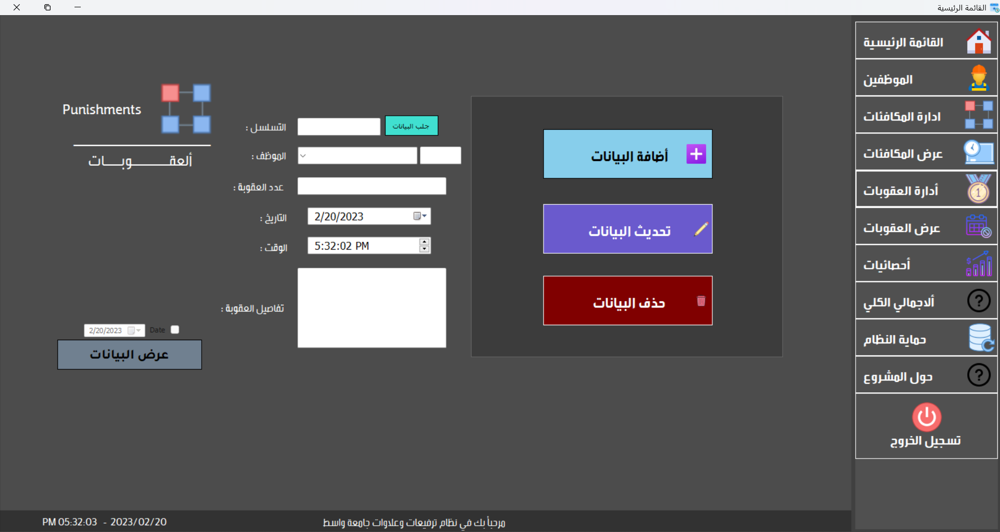 القائمة الرئيسية
القائمة الرئيسية
الموظفين
ادارة المكافئات
عرض المكافئات
أدارة العقوبات
عرض العقوبات
أحصائيات
ألاجمالي الكلي
حماية النظام
حول المشروع
تسجيل الخروج
أضافة البيانات
تحديث البيانات
حذف البيانات
Punishments
ألعقـــــــوبـــات
التسلسل :
جلب البيانات
الموظف :
عدد العقوبة :
التاريخ :
2/20/2023
الوقت :
5:32:02 PM
تفاصيل العقوبة :
2/20/2023
Date
عرض البيانات
مرحبأ بك في نظام ترفيعات وعلاوات جامعة واسط
PM 05:32:03 - 2023/02/20